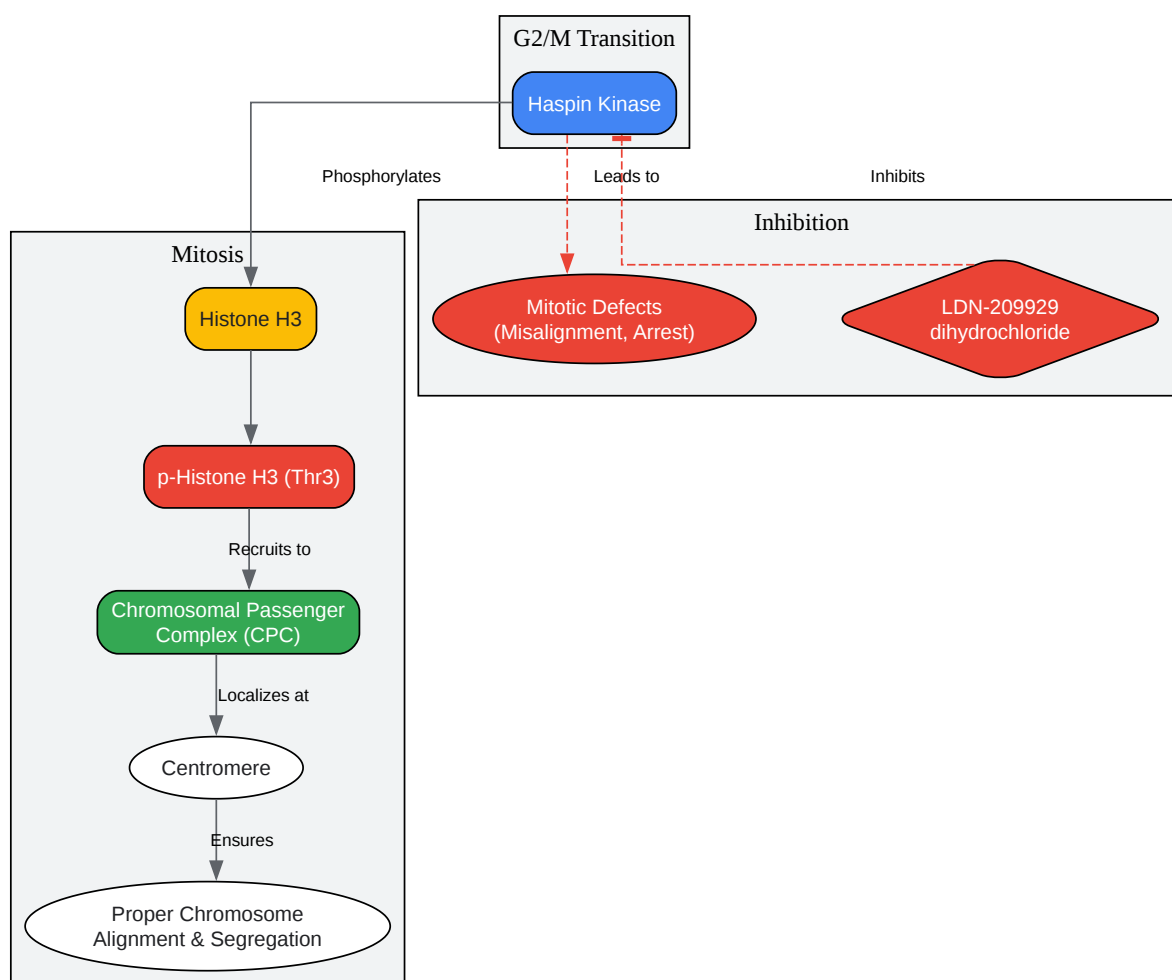 G2/M Transition
Haspin Kinase
Phosphorylates
Leads to
Inhibits
Inhibition
Mitotic Defects
(Misalignment, Arrest)
LDN-209929
dihydrochloride
Mitosis
Histone H3
p-Histone H3 (Thr3)
Recruits to
Chromosomal Passenger
Complex (CPC)
Localizes at
Centromere
Ensures
Proper Chromosome
Alignment & Segregation